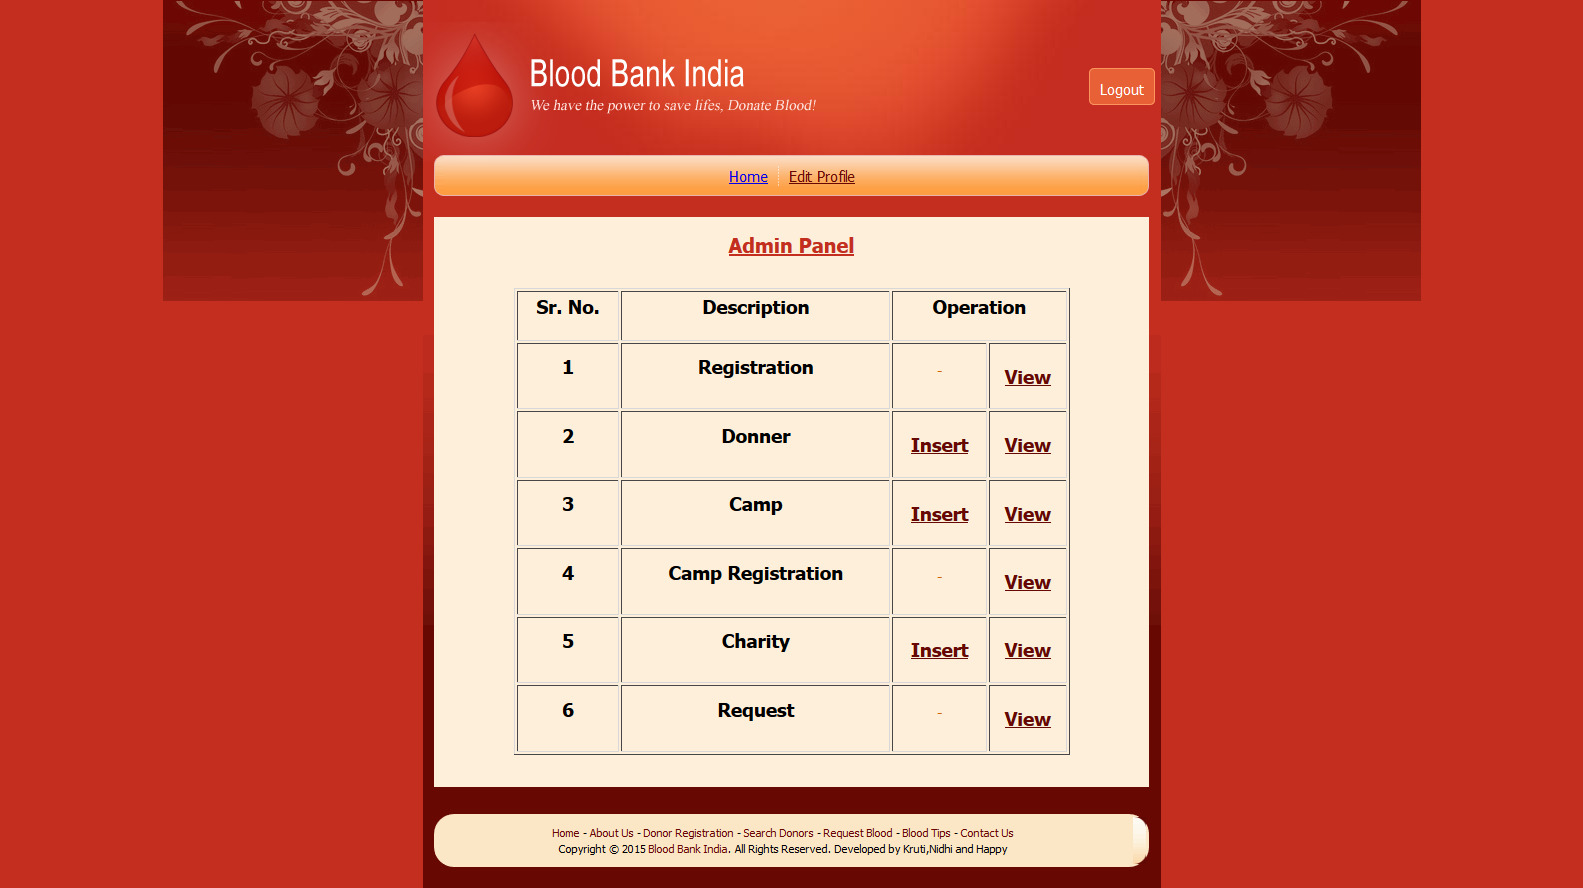 Blood Bank India
We have the power to save lifes, Donate Blood!
Logout
Home Edit Profile
Admin Panel
Sr. No. Description Operation
1 Registration - View
2 Donner Insert View
3 Camp Insert View
4 Camp Registration - View
5 Charity Insert View
6 Request - View
Home - About Us - Donor Registration - Search Donors - Request Blood - Blood Tips - Contact Us
Copyright © 2015 Blood Bank India. All Rights Reserved. Developed by Kruti,Nidhi and Happy